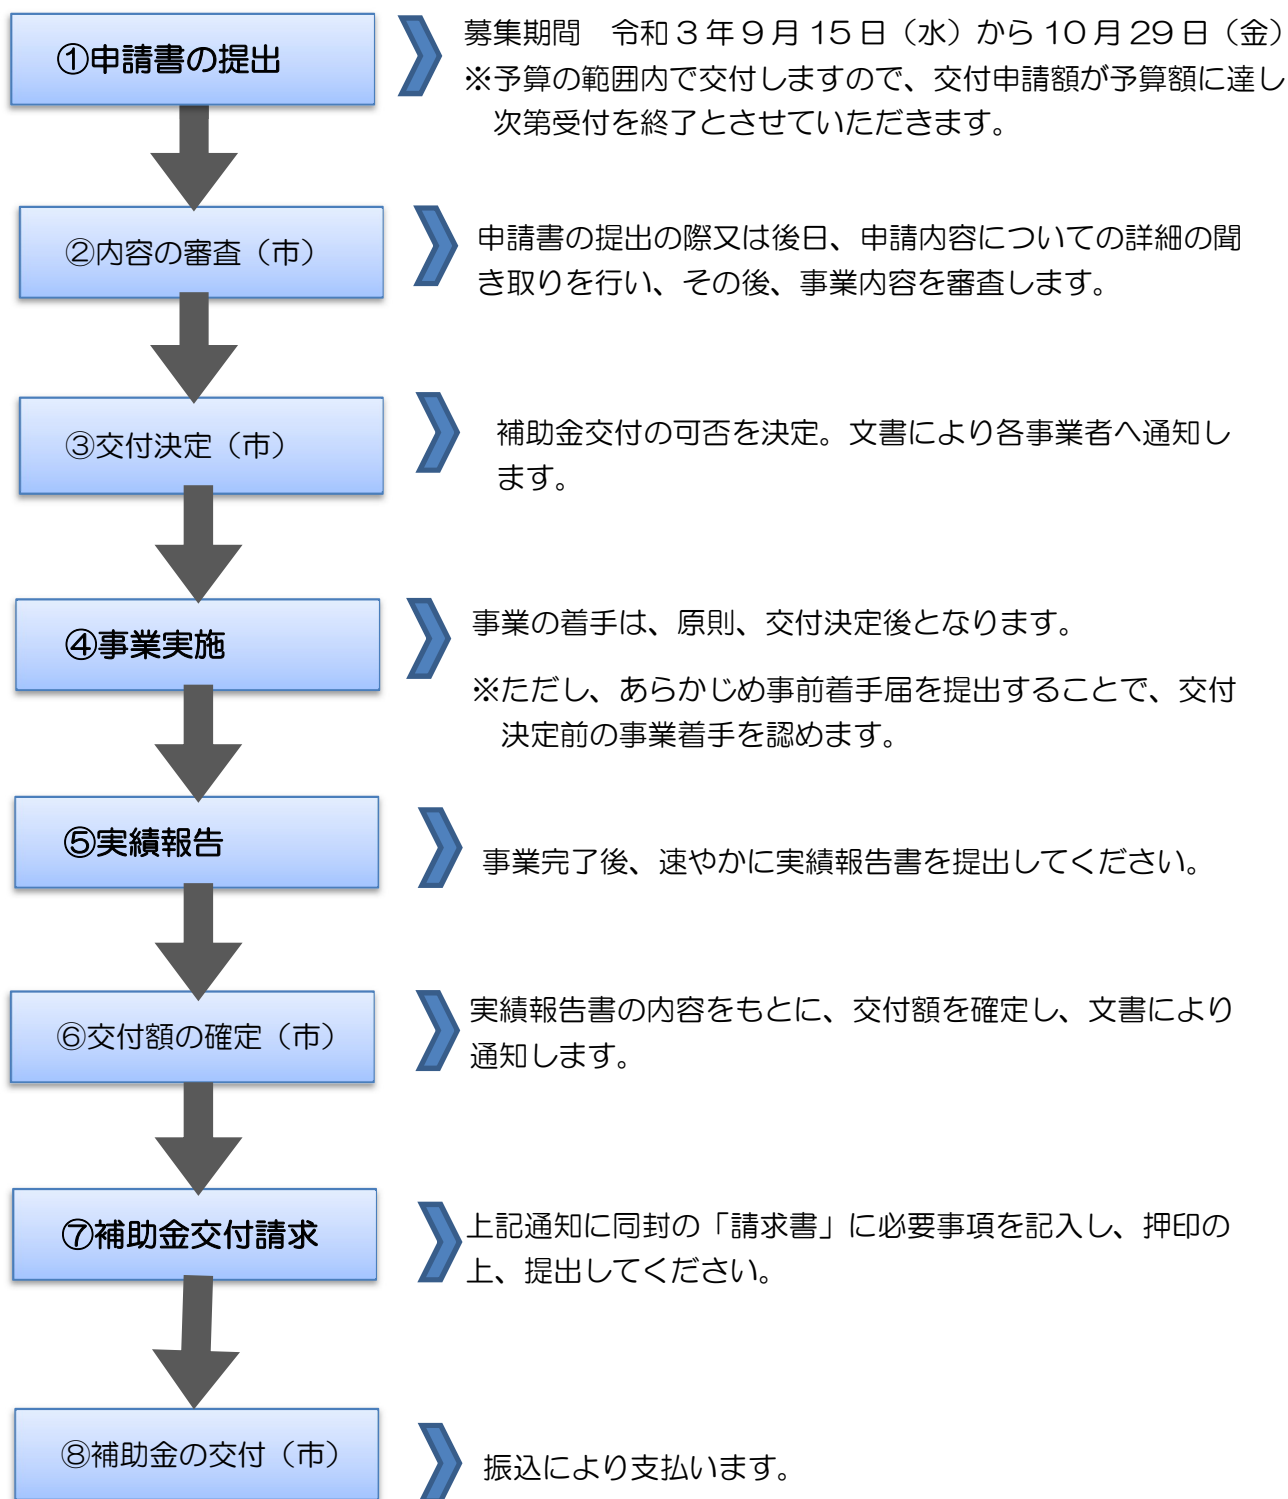 ①申請書の提出
募集期間　令和3年9月15日（水）から10月29日（金）
※予算の範囲内で交付しますので、交付申請額が予算額に達し
次第受付を終了とさせていただきます。
②内容の審査（市）
申請書の提出の際又は後日、申請内容についての詳細の聞
き取りを行い、その後、事業内容を審査します。
③交付決定（市）
補助金交付の可否を決定。文書により各事業者へ通知し
ます。
④事業実施
事業の着手は、原則、交付決定後となります。
※ただし、あらかじめ事前着手届を提出することで、交付
決定前の事業着手を認めます。
⑤実績報告
事業完了後、速やかに実績報告書を提出してください。
⑥交付額の確定（市）
実績報告書の内容をもとに、交付額を確定し、文書により
通知します。
⑦補助金交付請求
上記通知に同封の「請求書」に必要事項を記入し、押印の
上、提出してください。
⑧補助金の交付（市）
振込により支払います。